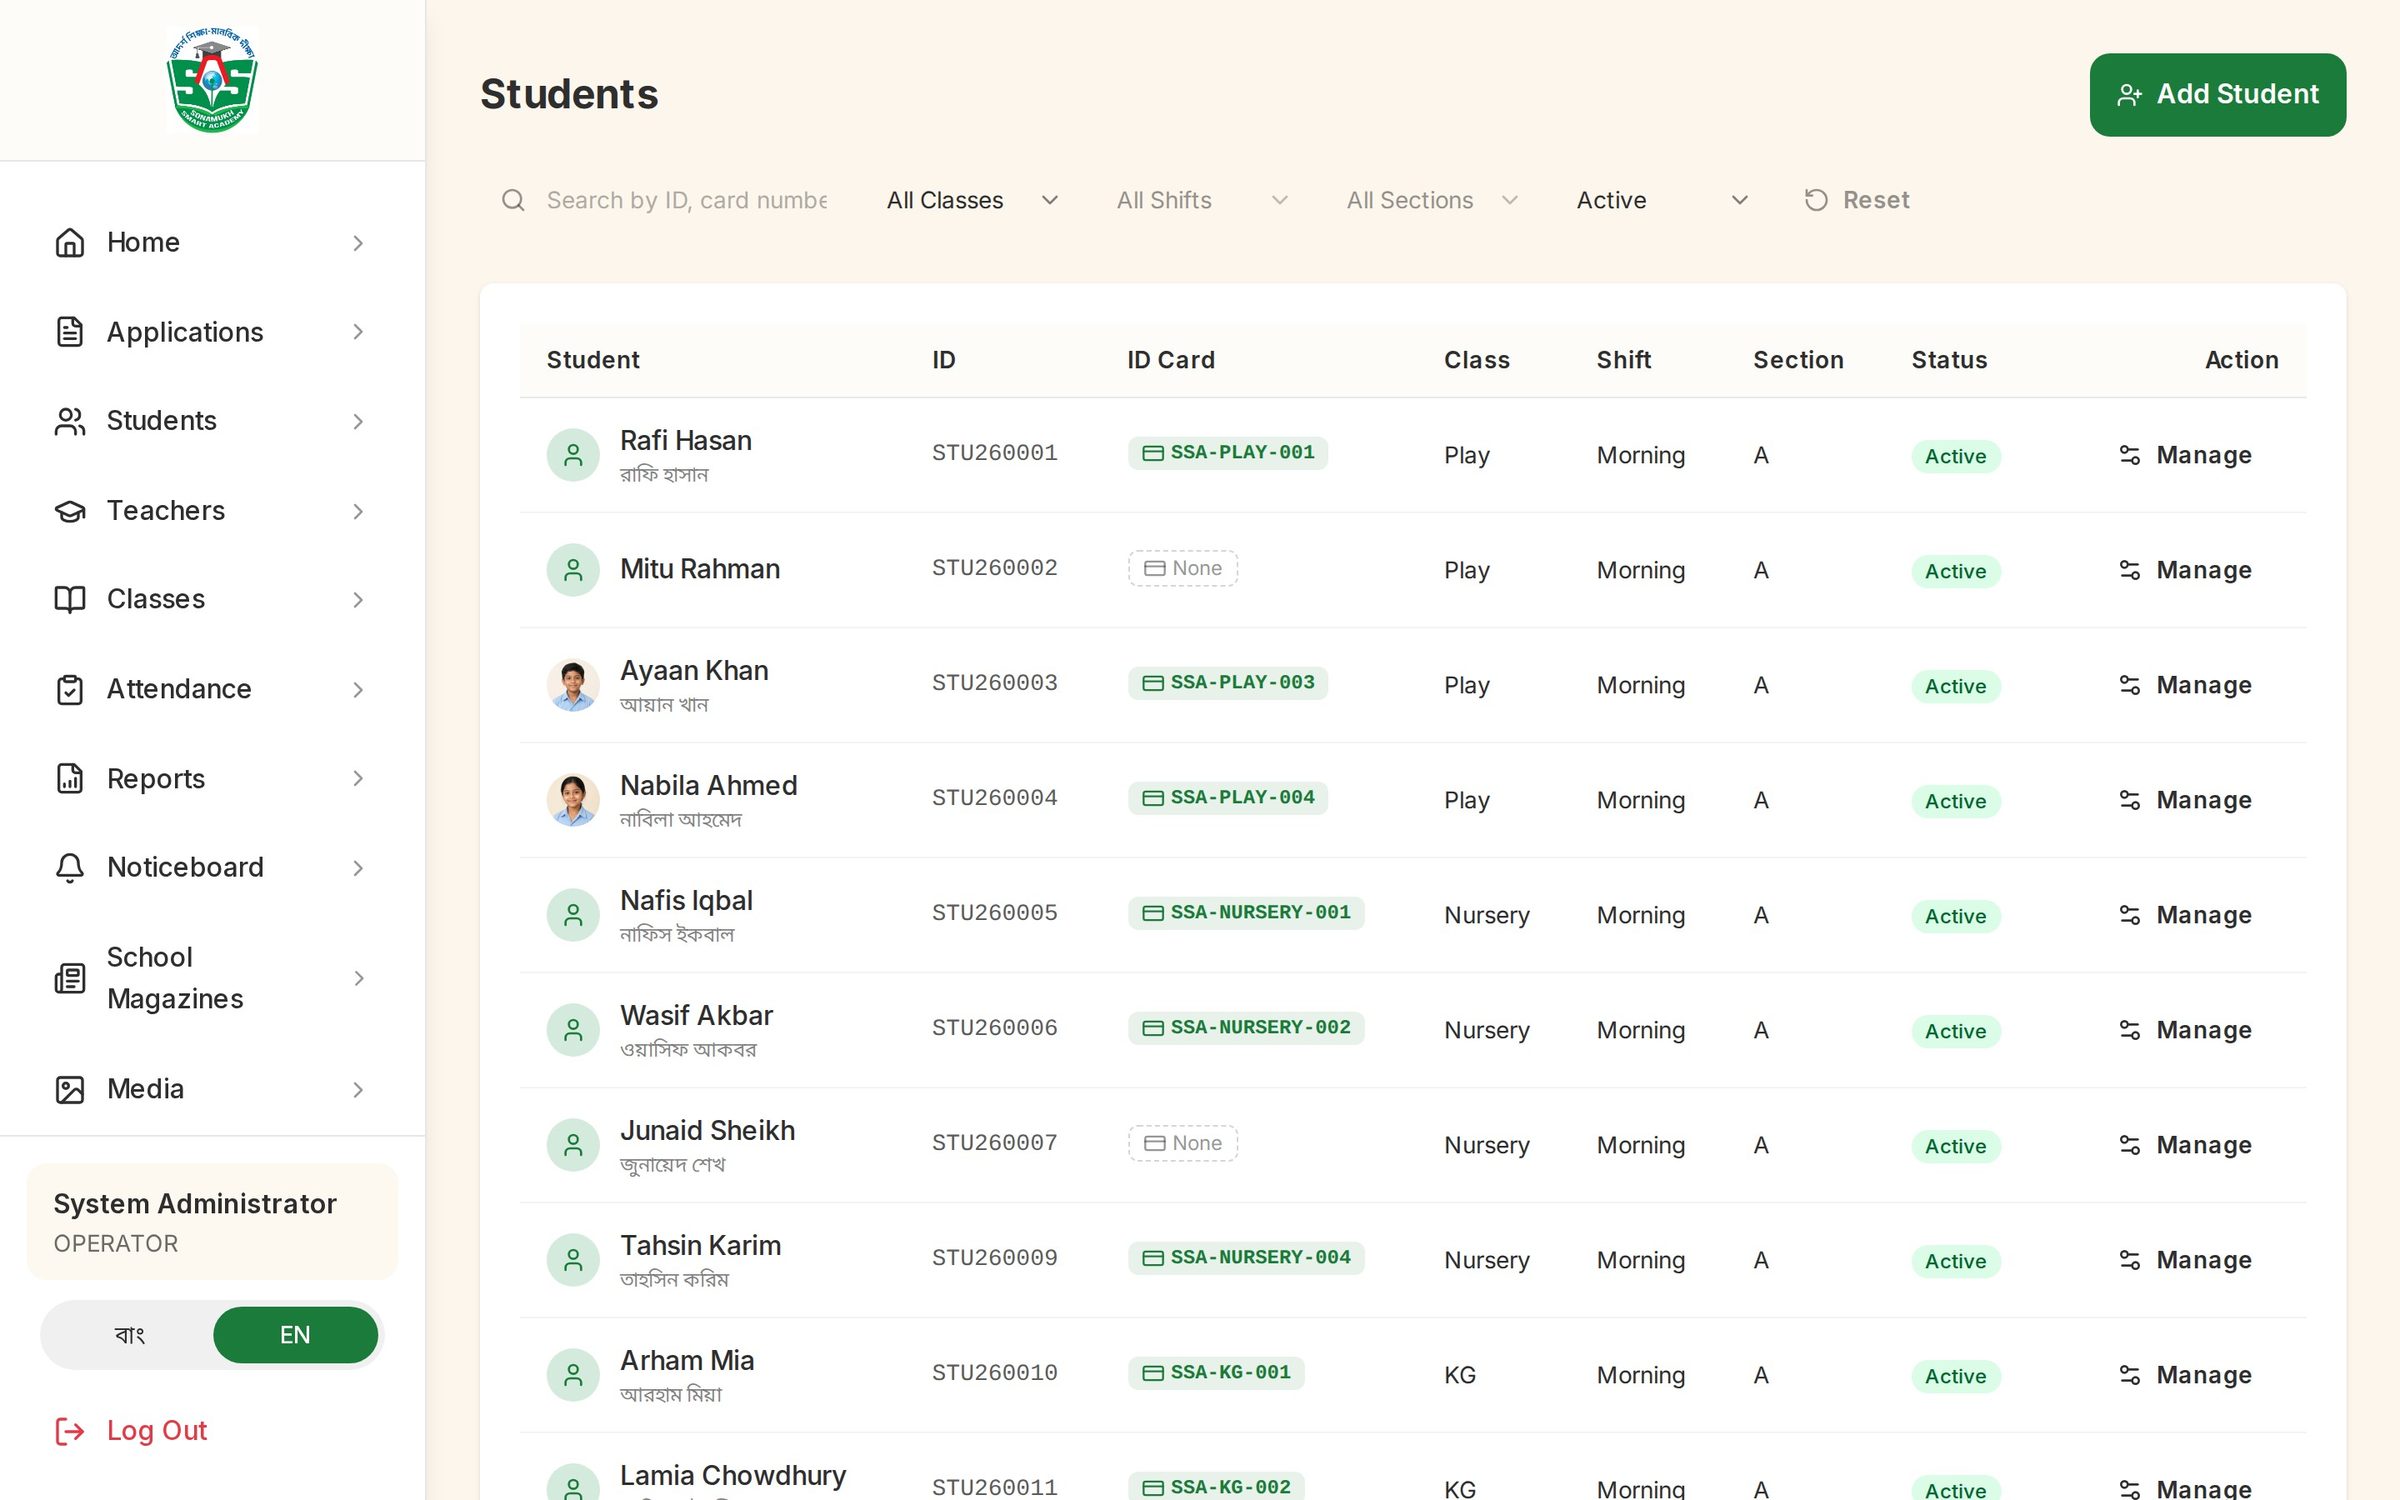 আদর্শ শিক্ষা-মানবিক দীক্ষা
SAS
SONAMUKH
SMART ACADEMY
Home
Applications
Students
Teachers
Classes
Attendance
Reports
Noticeboard
School
Magazines
Media
System Administrator
OPERATOR
বাং
EN
Log Out
Students
Add Student
Search by ID, card numbe
All Classes
All Shifts
All Sections
Active
Reset
Student ID ID Card Class Shift Section Status Action
Rafi Hasan
রাফি হাসান
STU260001 SSA-PLAY-001 Play Morning A Active Manage
Mitu Rahman STU260002 None Play Morning A Active Manage
Ayaan Khan
আয়ান খান
STU260003 SSA-PLAY-003 Play Morning A Active Manage
Nabila Ahmed
নাবিলা আহমেদ
STU260004 SSA-PLAY-004 Play Morning A Active Manage
Nafis Iqbal
নাফিস ইকবাল
STU260005 SSA-NURSERY-001 Nursery Morning A Active Manage
Wasif Akbar
ওয়াসিফ আকবর
STU260006 SSA-NURSERY-002 Nursery Morning A Active Manage
Junaid Sheikh
জুনায়েদ শেখ
STU260007 None Nursery Morning A Active Manage
Tahsin Karim
তাহসিন করিম
STU260009 SSA-NURSERY-004 Nursery Morning A Active Manage
Arham Mia
আরহাম মিয়া
STU260010 SSA-KG-001 KG Morning A Active Manage
Lamia Chowdhury
STU260011 SSA-KG-002 KG Morning A Active Manage